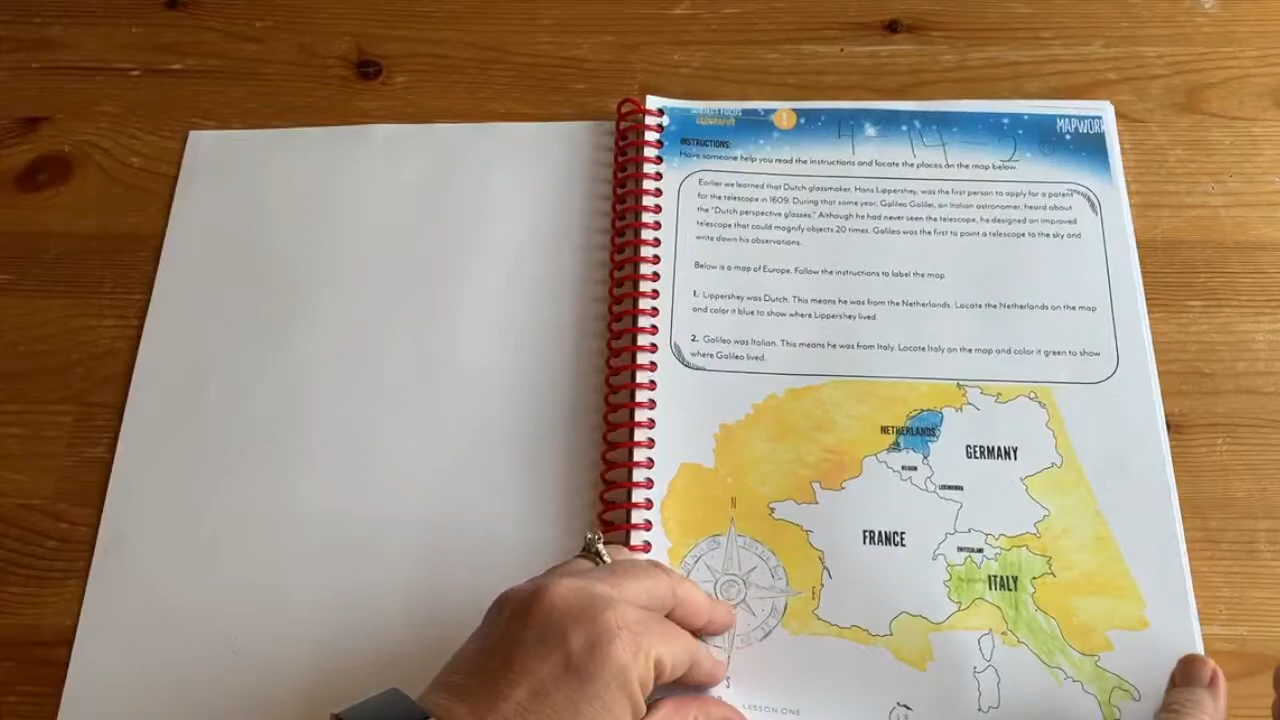 SUBJECT FOCUS
GEOGRAPHY
1
4-14-20
MAPWORK
INSTRUCTIONS:
Have someone help you read the instructions and locate the places on the map below.
Earlier we learned that Dutch glassmaker, Hans Lippershey, was the first person to apply for a patent
for the telescope in 1609. During that same year, Galileo Galilei, an Italian astronomer, heard about
the "Dutch perspective glasses." Although he had never seen the telescope, he designed an improved
telescope that could magnify objects 20 times. Galileo was the first to point a telescope to the sky and
write down his observations.
Below is a map of Europe. Follow the instructions to label the map.
1. Lippershey was Dutch. This means he was from the Netherlands. Locate the Netherlands on the map
and color it blue to show where Lippershey lived.
2. Galileo was Italian. This means he was from Italy. Locate Italy on the map and color it green to show
where Galileo lived.
NETHERLANDS
GERMANY
BELGIUM
LUXEMBOURG
N
FRANCE
SWITZERLAND
ITALY
E
S
LESSON ONE